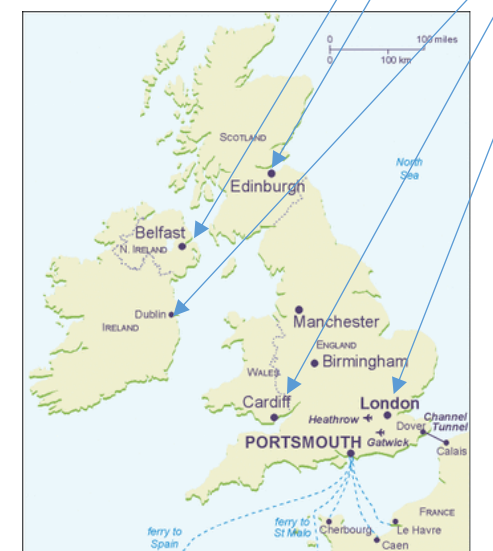 0 100 miles
0 100 km
SCOTLAND
North
Sea
Edinburgh
Belfast
N. IRELAND
Dublin
IRELAND
Manchester
ENGLAND
Birmingham
WALES
Cardiff
London
Heathrow
Channel
Tunnel
Dover
Gatwick
PORTSMOUTH
Calais
FRANCE
ferry to
Spain
ferry to
St Malo
Cherbourg
Le Havre
Caen